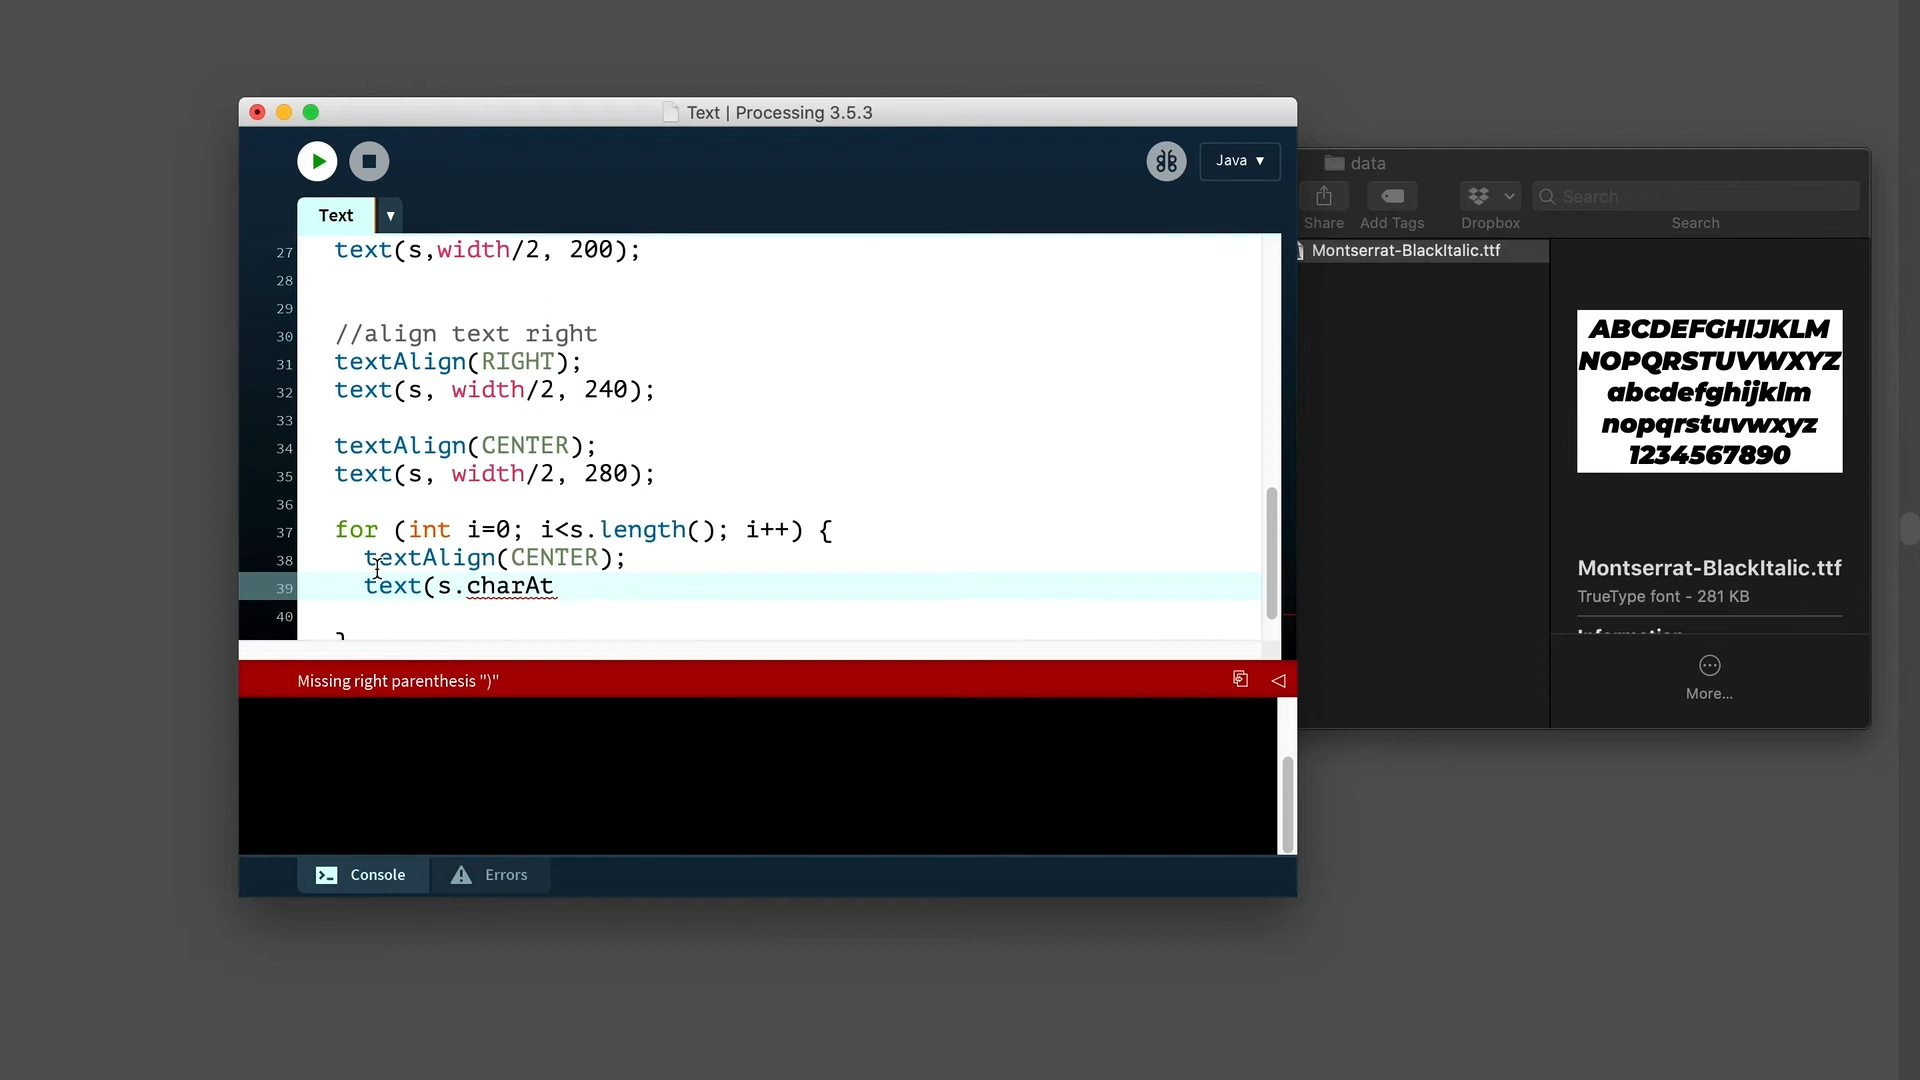 Text | Processing 3.5.3
Java ▼
Text ▼
27 text(s,width/2, 200);
28
29
30 //align text right
31 textAlign(RIGHT);
32 text(s, width/2, 240);
33
34 textAlign(CENTER);
35 text(s, width/2, 280);
36
37 for (int i=0; i<s.length(); i++) {
38 textAlign(CENTER);
39 text(s.charAt
40
}
Missing right parenthesis ")"
Console
Errors
data
Search
Share
Add Tags
Dropbox
Search
Montserrat-BlackItalic.ttf
ABCDEFGHIJKLM
NOPQRSTUVWXYZ
abcdefghijklm
nopqrstuvwxyz
1234567890
Montserrat-BlackItalic.ttf
TrueType font - 281 KB
Information
More...